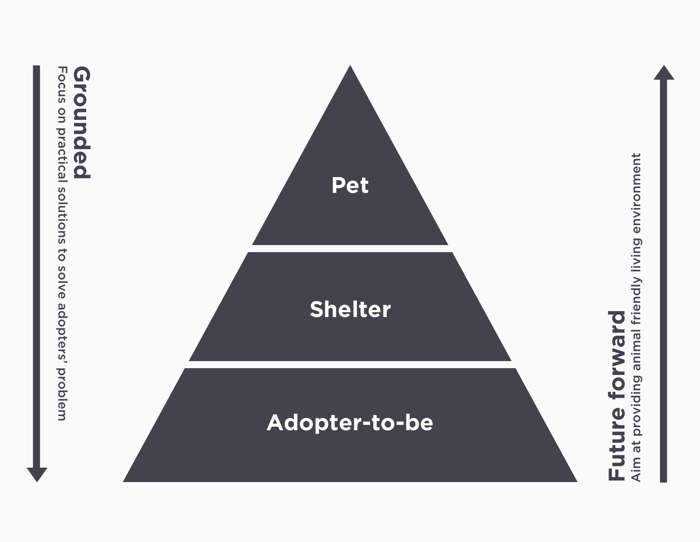 Grounded
Focus on practical solutions to solve adopters' problem
Pet
Shelter
Adopter-to-be
Future forward
Aim at providing animal friendly living environment